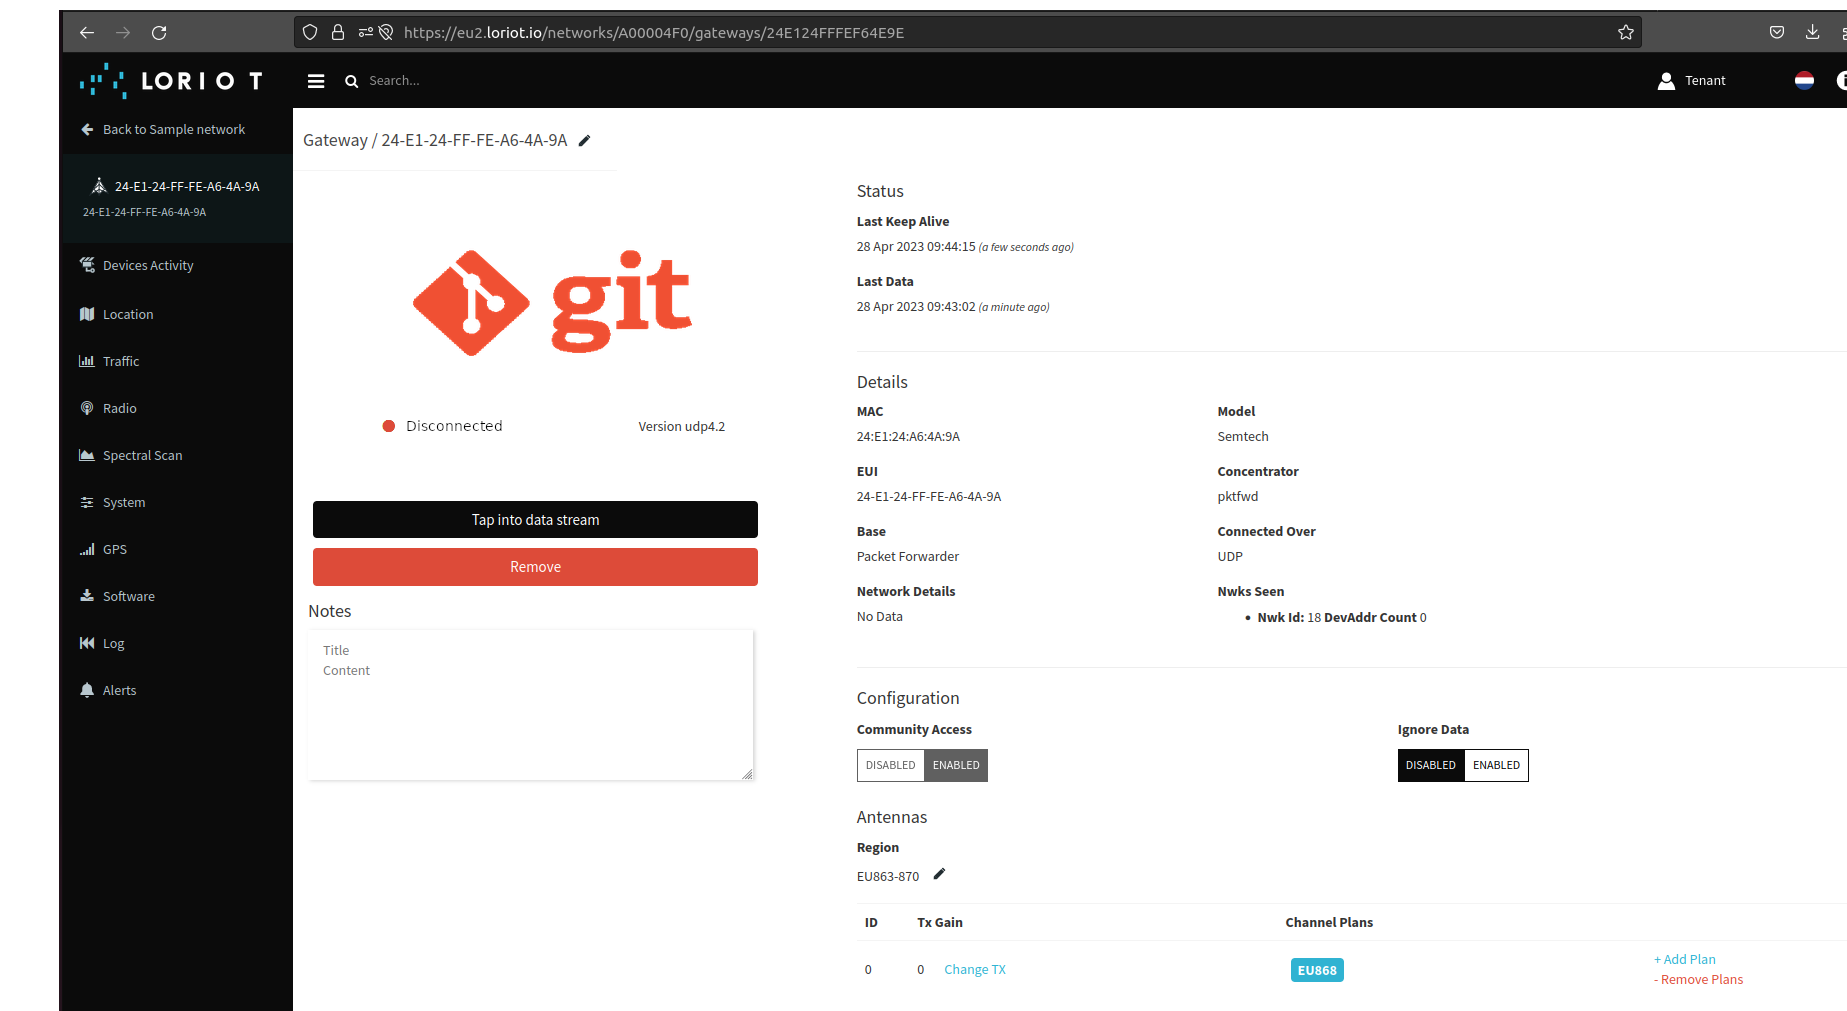 https://eu2.loriot.io/networks/A00004F0/gateways/24E124FFFEF64E9E
LORIOT
Search...
Tenant
Back to Sample network
24-E1-24-FF-FE-A6-4A-9A
24-E1-24-FF-FE-A6-4A-9A
Devices Activity
Location
Traffic
Radio
Spectral Scan
System
GPS
Software
Log
Alerts
Gateway / 24-E1-24-FF-FE-A6-4A-9A
git
Disconnected
Version udp4.2
Tap into data stream
Remove
Notes
Title
Content
Status
Last Keep Alive
28 Apr 2023 09:44:15 (a few seconds ago)
Last Data
28 Apr 2023 09:43:02 (a minute ago)
Details
MAC
24:E1:24:A6:4A:9A
Model
Semtech
EUI
24-E1-24-FF-FE-A6-4A-9A
Concentrator
pktfwd
Base
Packet Forwarder
Connected Over
UDP
Network Details
No Data
Nwks Seen
• Nwk Id: 18 DevAddr Count 0
Configuration
Community Access
DISABLED ENABLED
Ignore Data
DISABLED ENABLED
Antennas
Region
EU863-870
ID Tx Gain Channel Plans
0 0 Change TX EU868
+ Add Plan
- Remove Plans